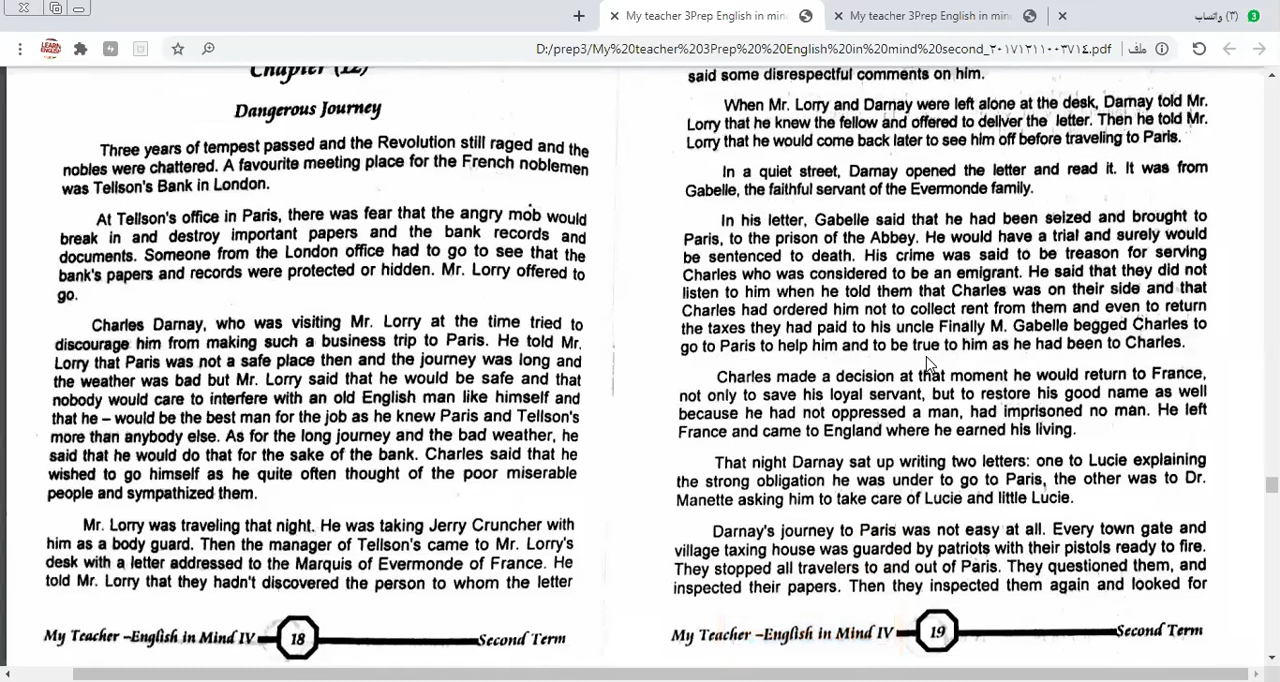 My teacher 3Prep English in mind
My teacher 3Prep English in min
(٣) واتساب
D:/prep3/My%20teacher%203Prep%20%20English%20in%20mind%20second_٢٠١٧١٢١١٠٠٣٧١٤.pdf
ملف
Chapter (12)
Dangerous Journey
Three years of tempest passed and the Revolution still raged and the
nobles were chattered. A favourite meeting place for the French noblemen
was Tellson's Bank in London.
At Tellson's office in Paris, there was fear that the angry mob would
break in and destroy important papers and the bank records and
documents. Someone from the London office had to go to see that the
bank's papers and records were protected or hidden. Mr. Lorry offered to
go.
Charles Darnay, who was visiting Mr. Lorry at the time tried to
discourage him from making such a business trip to Paris. He told Mr.
Lorry that Paris was not a safe place then and the journey was long and
the weather was bad but Mr. Lorry said that he would be safe and that
nobody would care to interfere with an old English man like himself and
that he – would be the best man for the job as he knew Paris and Tellson's
more than anybody else. As for the long journey and the bad weather, he
said that he would do that for the sake of the bank. Charles said that he
wished to go himself as he quite often thought of the poor miserable
people and sympathized them.
Mr. Lorry was traveling that night. He was taking Jerry Cruncher with
him as a body guard. Then the manager of Tellson's came to Mr. Lorry's
desk with a letter addressed to the Marquis of Evermonde of France. He
told Mr. Lorry that they hadn't discovered the person to whom the letter
My Teacher –English in Mind IV 18 Second Term
said some disrespectful comments on him.
When Mr. Lorry and Darnay were left alone at the desk, Darnay told Mr.
Lorry that he knew the fellow and offered to deliver the letter. Then he told Mr.
Lorry that he would come back later to see him off before traveling to Paris.
In a quiet street, Darnay opened the letter and read it. It was from
Gabelle, the faithful servant of the Evermonde family.
In his letter, Gabelle said that he had been seized and brought to
Paris, to the prison of the Abbey. He would have a trial and surely would
be sentenced to death. His crime was said to be treason for serving
Charles who was considered to be an emigrant. He said that they did not
listen to him when he told them that Charles was on their side and that
Charles had ordered him not to collect rent from them and even to return
the taxes they had paid to his uncle Finally M. Gabelle begged Charles to
go to Paris to help him and to be true to him as he had been to Charles.
Charles made a decision at that moment he would return to France,
not only to save his loyal servant, but to restore his good name as well
because he had not oppressed a man, had imprisoned no man. He left
France and came to England where he earned his living.
That night Darnay sat up writing two letters: one to Lucie explaining
the strong obligation he was under to go to Paris, the other was to Dr.
Manette asking him to take care of Lucie and little Lucie.
Darnay's journey to Paris was not easy at all. Every town gate and
village taxing house was guarded by patriots with their pistols ready to fire.
They stopped all travelers to and out of Paris. They questioned them, and
inspected their papers. Then they inspected them again and looked for
My Teacher –English in Mind IV 19 Second Term